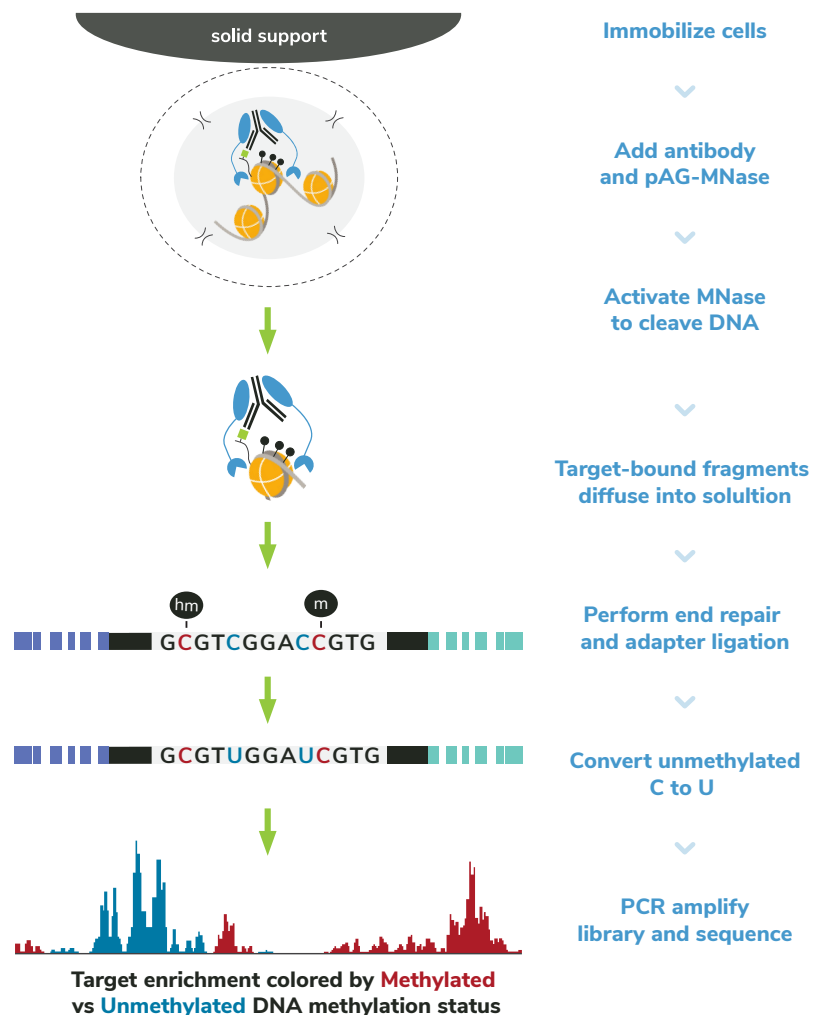 solid support
Immobilize cells
Add antibody
and pAG-MNase
Activate MNase
to cleave DNA
Target-bound fragments
diffuse into solultion
hm
m
GCGTCGGACCGTG
Perform end repair
and adapter ligation
GCGTUGGAUCGTG
Convert unmethylated
C to U
PCR amplify
library and sequence
Target enrichment colored by Methylated
vs Unmethylated DNA methylation status